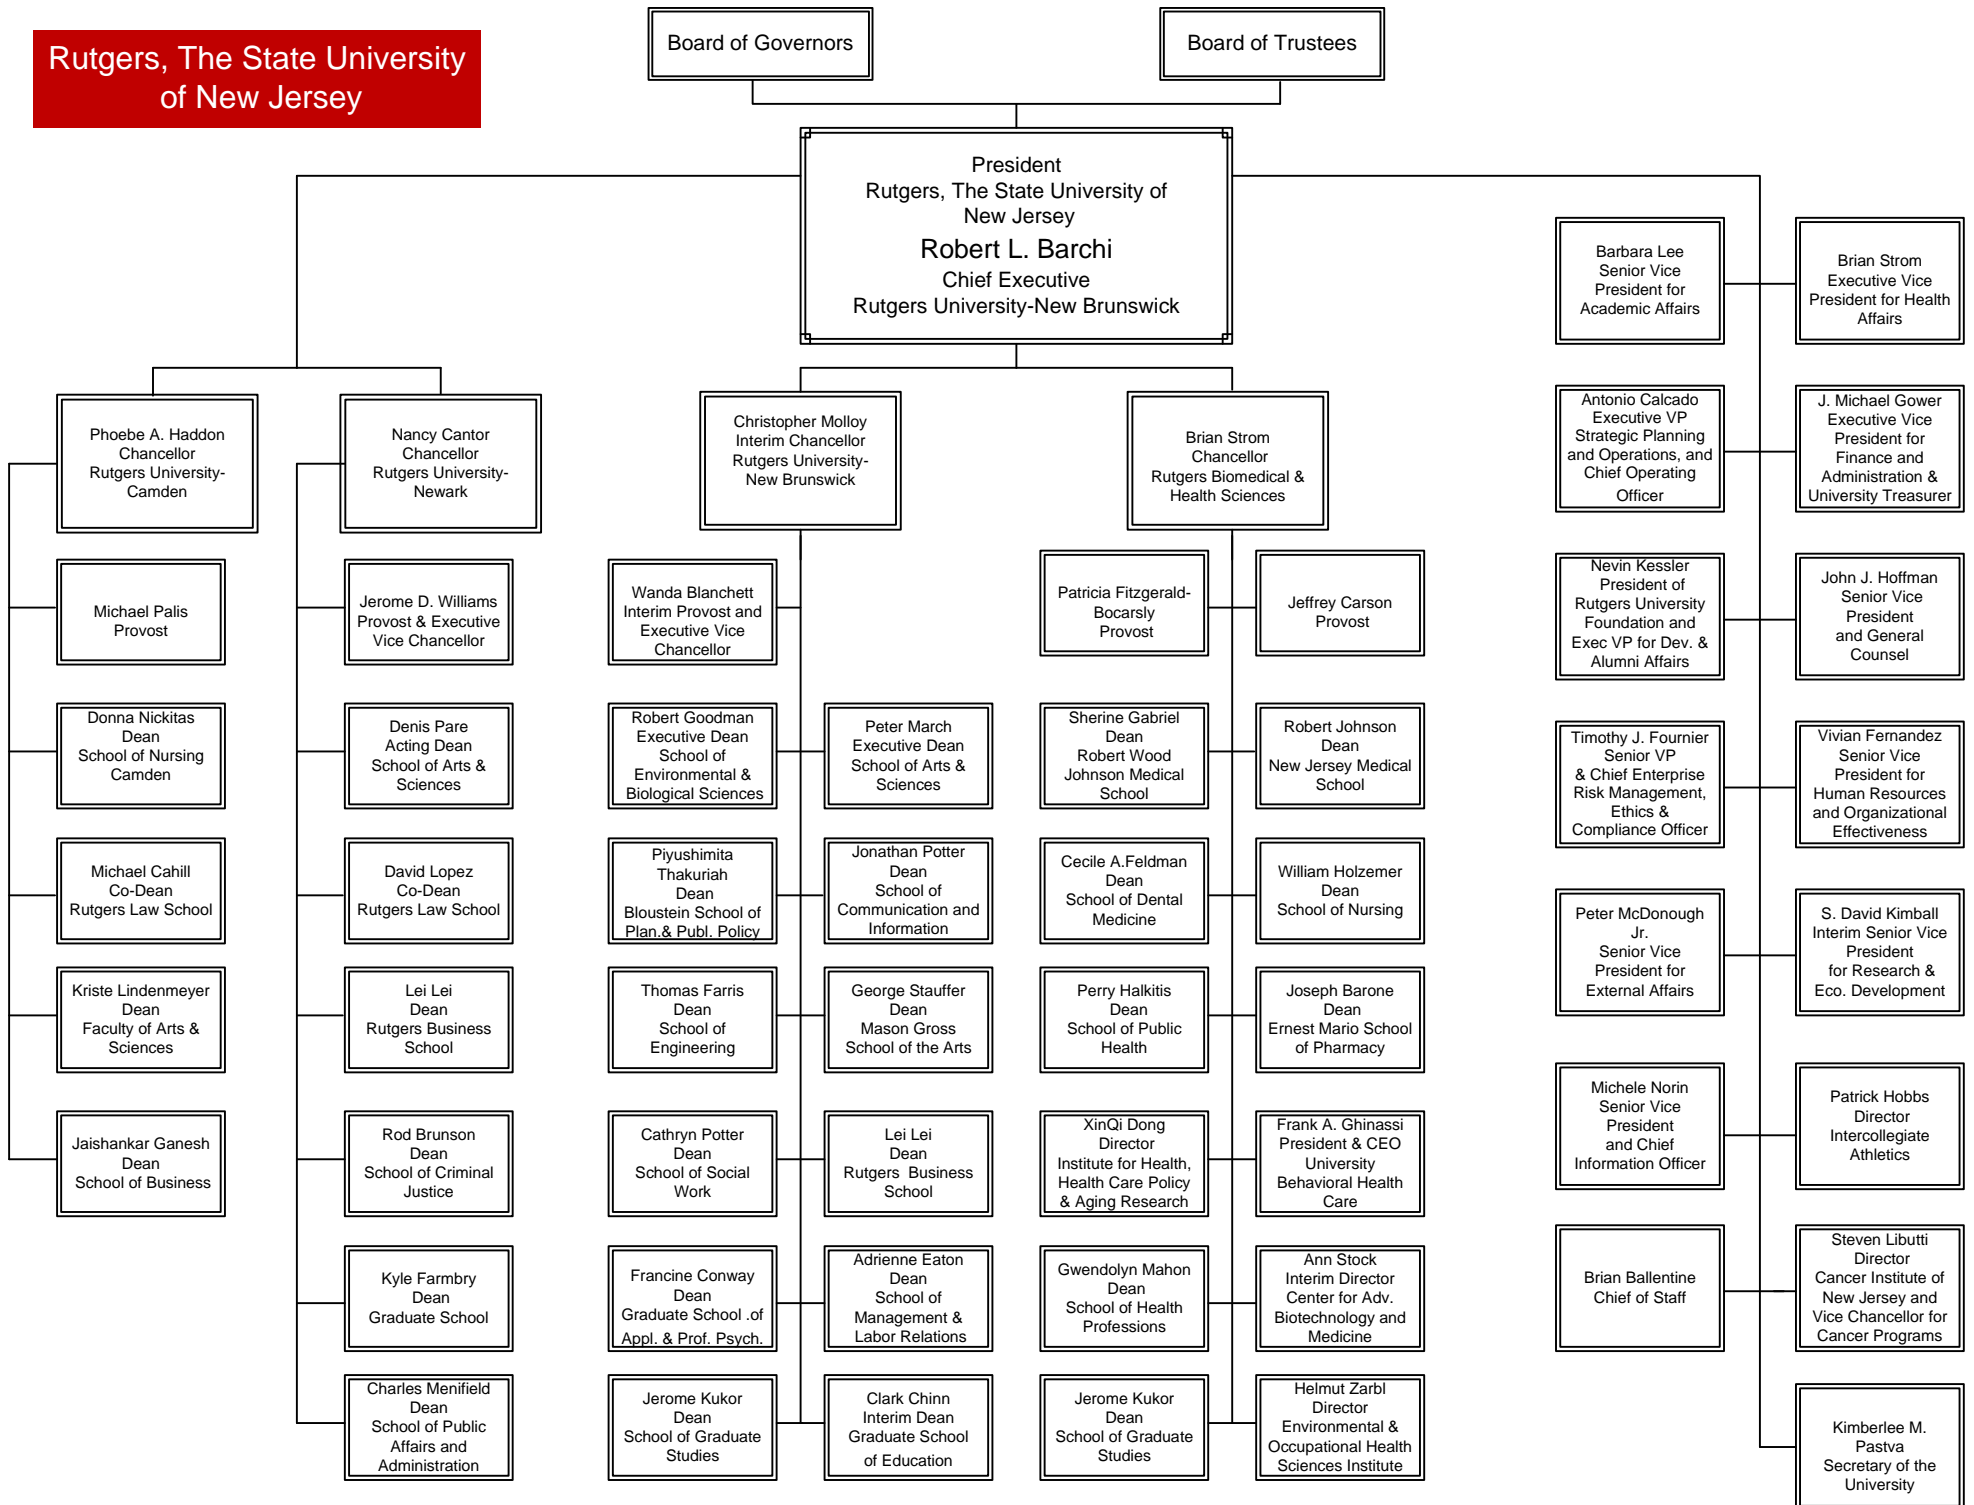 Rutgers, The State University
of New Jersey
Board of Governors
Board of Trustees
President
Rutgers, The State University of
New Jersey
Robert L. Barchi
Chief Executive
Rutgers University-New Brunswick
Phoebe A. Haddon
Chancellor
Rutgers University-
Camden
Michael Palis
Provost
Donna Nickitas
Dean
School of Nursing
Camden
Michael Cahill
Co-Dean
Rutgers Law School
Kriste Lindenmeyer
Dean
Faculty of Arts &
Sciences
Jaishankar Ganesh
Dean
School of Business
Nancy Cantor
Chancellor
Rutgers University-
Newark
Jerome D. Williams
Provost & Executive
Vice Chancellor
Denis Pare
Acting Dean
School of Arts &
Sciences
David Lopez
Co-Dean
Rutgers Law School
Lei Lei
Dean
Rutgers Business
School
Rod Brunson
Dean
School of Criminal
Justice
Kyle Farmbry
Dean
Graduate School
Charles Menifield
Dean
School of Public
Affairs and
Administration
Christopher Molloy
Interim Chancellor
Rutgers University-
New Brunswick
Wanda Blanchett
Interim Provost and
Executive Vice
Chancellor
Robert Goodman
Executive Dean
School of
Environmental &
Biological Sciences
Peter March
Executive Dean
School of Arts &
Sciences
Piyushimita
Thakuriah
Dean
Bloustein School of
Plan.& Publ. Policy
Jonathan Potter
Dean
School of
Communication and
Information
Thomas Farris
Dean
School of
Engineering
George Stauffer
Dean
Mason Gross
School of the Arts
Cathryn Potter
Dean
School of Social
Work
Lei Lei
Dean
Rutgers Business
School
Francine Conway
Dean
Graduate School .of
Appl. & Prof. Psych.
Adrienne Eaton
Dean
School of
Management &
Labor Relations
Jerome Kukor
Dean
School of Graduate
Studies
Clark Chinn
Interim Dean
Graduate School
of Education
Brian Strom
Chancellor
Rutgers Biomedical &
Health Sciences
Patricia Fitzgerald-
Bocarsly
Provost
Jeffrey Carson
Provost
Sherine Gabriel
Dean
Robert Wood
Johnson Medical
School
Robert Johnson
Dean
New Jersey Medical
School
Cecile A.Feldman
Dean
School of Dental
Medicine
William Holzemer
Dean
School of Nursing
Perry Halkitis
Dean
School of Public
Health
Joseph Barone
Dean
Ernest Mario School
of Pharmacy
XinQi Dong
Director
Institute for Health,
Health Care Policy
& Aging Research
Frank A. Ghinassi
President & CEO
University
Behavioral Health
Care
Gwendolyn Mahon
Dean
School of Health
Professions
Ann Stock
Interim Director
Center for Adv.
Biotechnology and
Medicine
Jerome Kukor
Dean
School of Graduate
Studies
Helmut Zarbl
Director
Environmental &
Occupational Health
Sciences Institute
Barbara Lee
Senior Vice
President for
Academic Affairs
Brian Strom
Executive Vice
President for Health
Affairs
Antonio Calcado
Executive VP
Strategic Planning
and Operations, and
Chief Operating
Officer
J. Michael Gower
Executive Vice
President for
Finance and
Administration &
University Treasurer
Nevin Kessler
President of
Rutgers University
Foundation and
Exec VP for Dev. &
Alumni Affairs
John J. Hoffman
Senior Vice
President
and General
Counsel
Timothy J. Fournier
Senior VP
& Chief Enterprise
Risk Management,
Ethics &
Compliance Officer
Vivian Fernandez
Senior Vice
President for
Human Resources
and Organizational
Effectiveness
Peter McDonough
Jr.
Senior Vice
President for
External Affairs
S. David Kimball
Interim Senior Vice
President
for Research &
Eco. Development
Michele Norin
Senior Vice
President
and Chief
Information Officer
Patrick Hobbs
Director
Intercollegiate
Athletics
Brian Ballentine
Chief of Staff
Steven Libutti
Director
Cancer Institute of
New Jersey and
Vice Chancellor for
Cancer Programs
Kimberlee M.
Pastva
Secretary of the
University